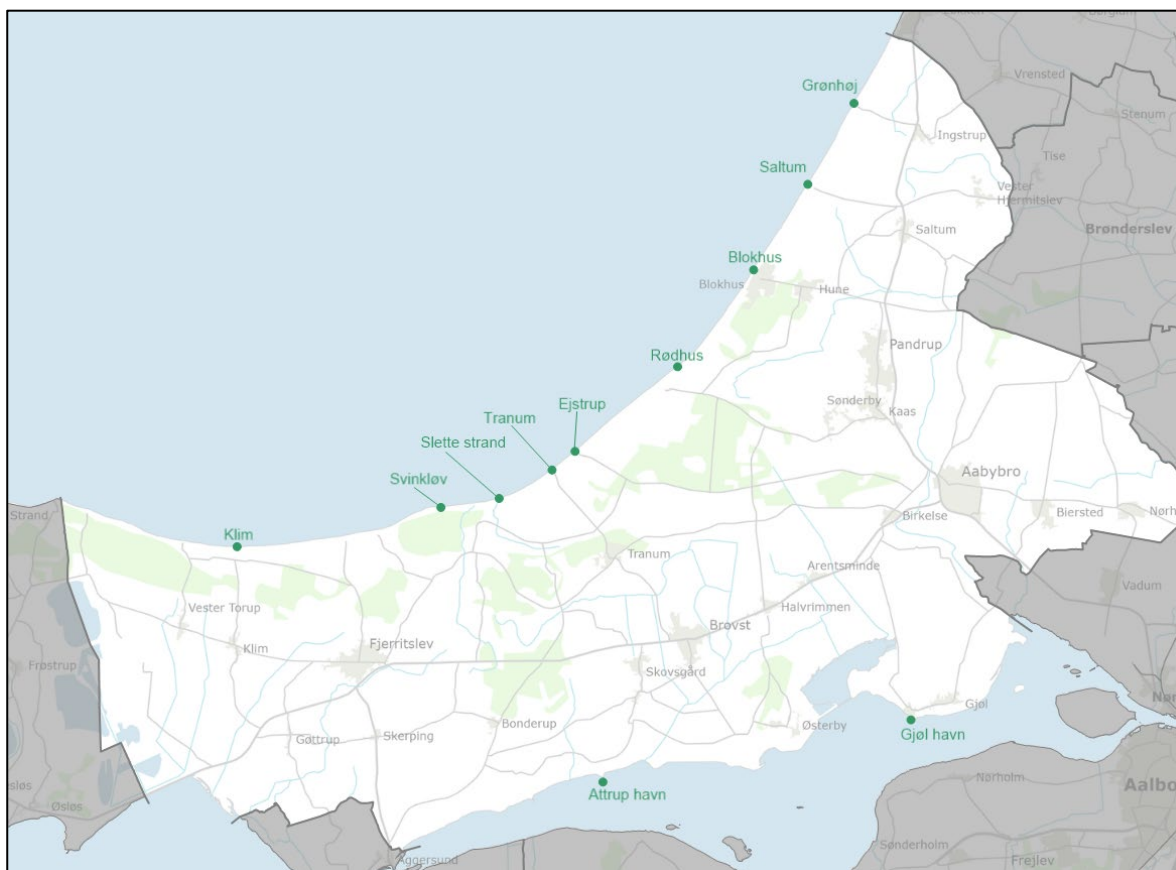 Vrensted
Stenum
Grønhøj
Ingstrup
Tise
Saltum
Vester
Hjermitslev
Saltum
Brønderslev
Blokhus
Blokhus
Hune
Rødhus
Pandrup
Ejstrup
Sønderby
Kaas
Tranum
Slette strand
Svinkløv
Aabybro
Strand
Biersted
Nørh
Birkelse
Klim
Tranum
Arentsminde
Vadum
Halvrimmen
Vester Torup
Brovst
Klim
Fjerritslev
Frøstrup
Skovsgård
Gjøl
Bonderup
Østerby
Gjøl havn
Skerping
Gøttrup
Nørholm
Attrup havn
Aalbo
Øsløs
Sønderholm
Aggersund
Frejlev